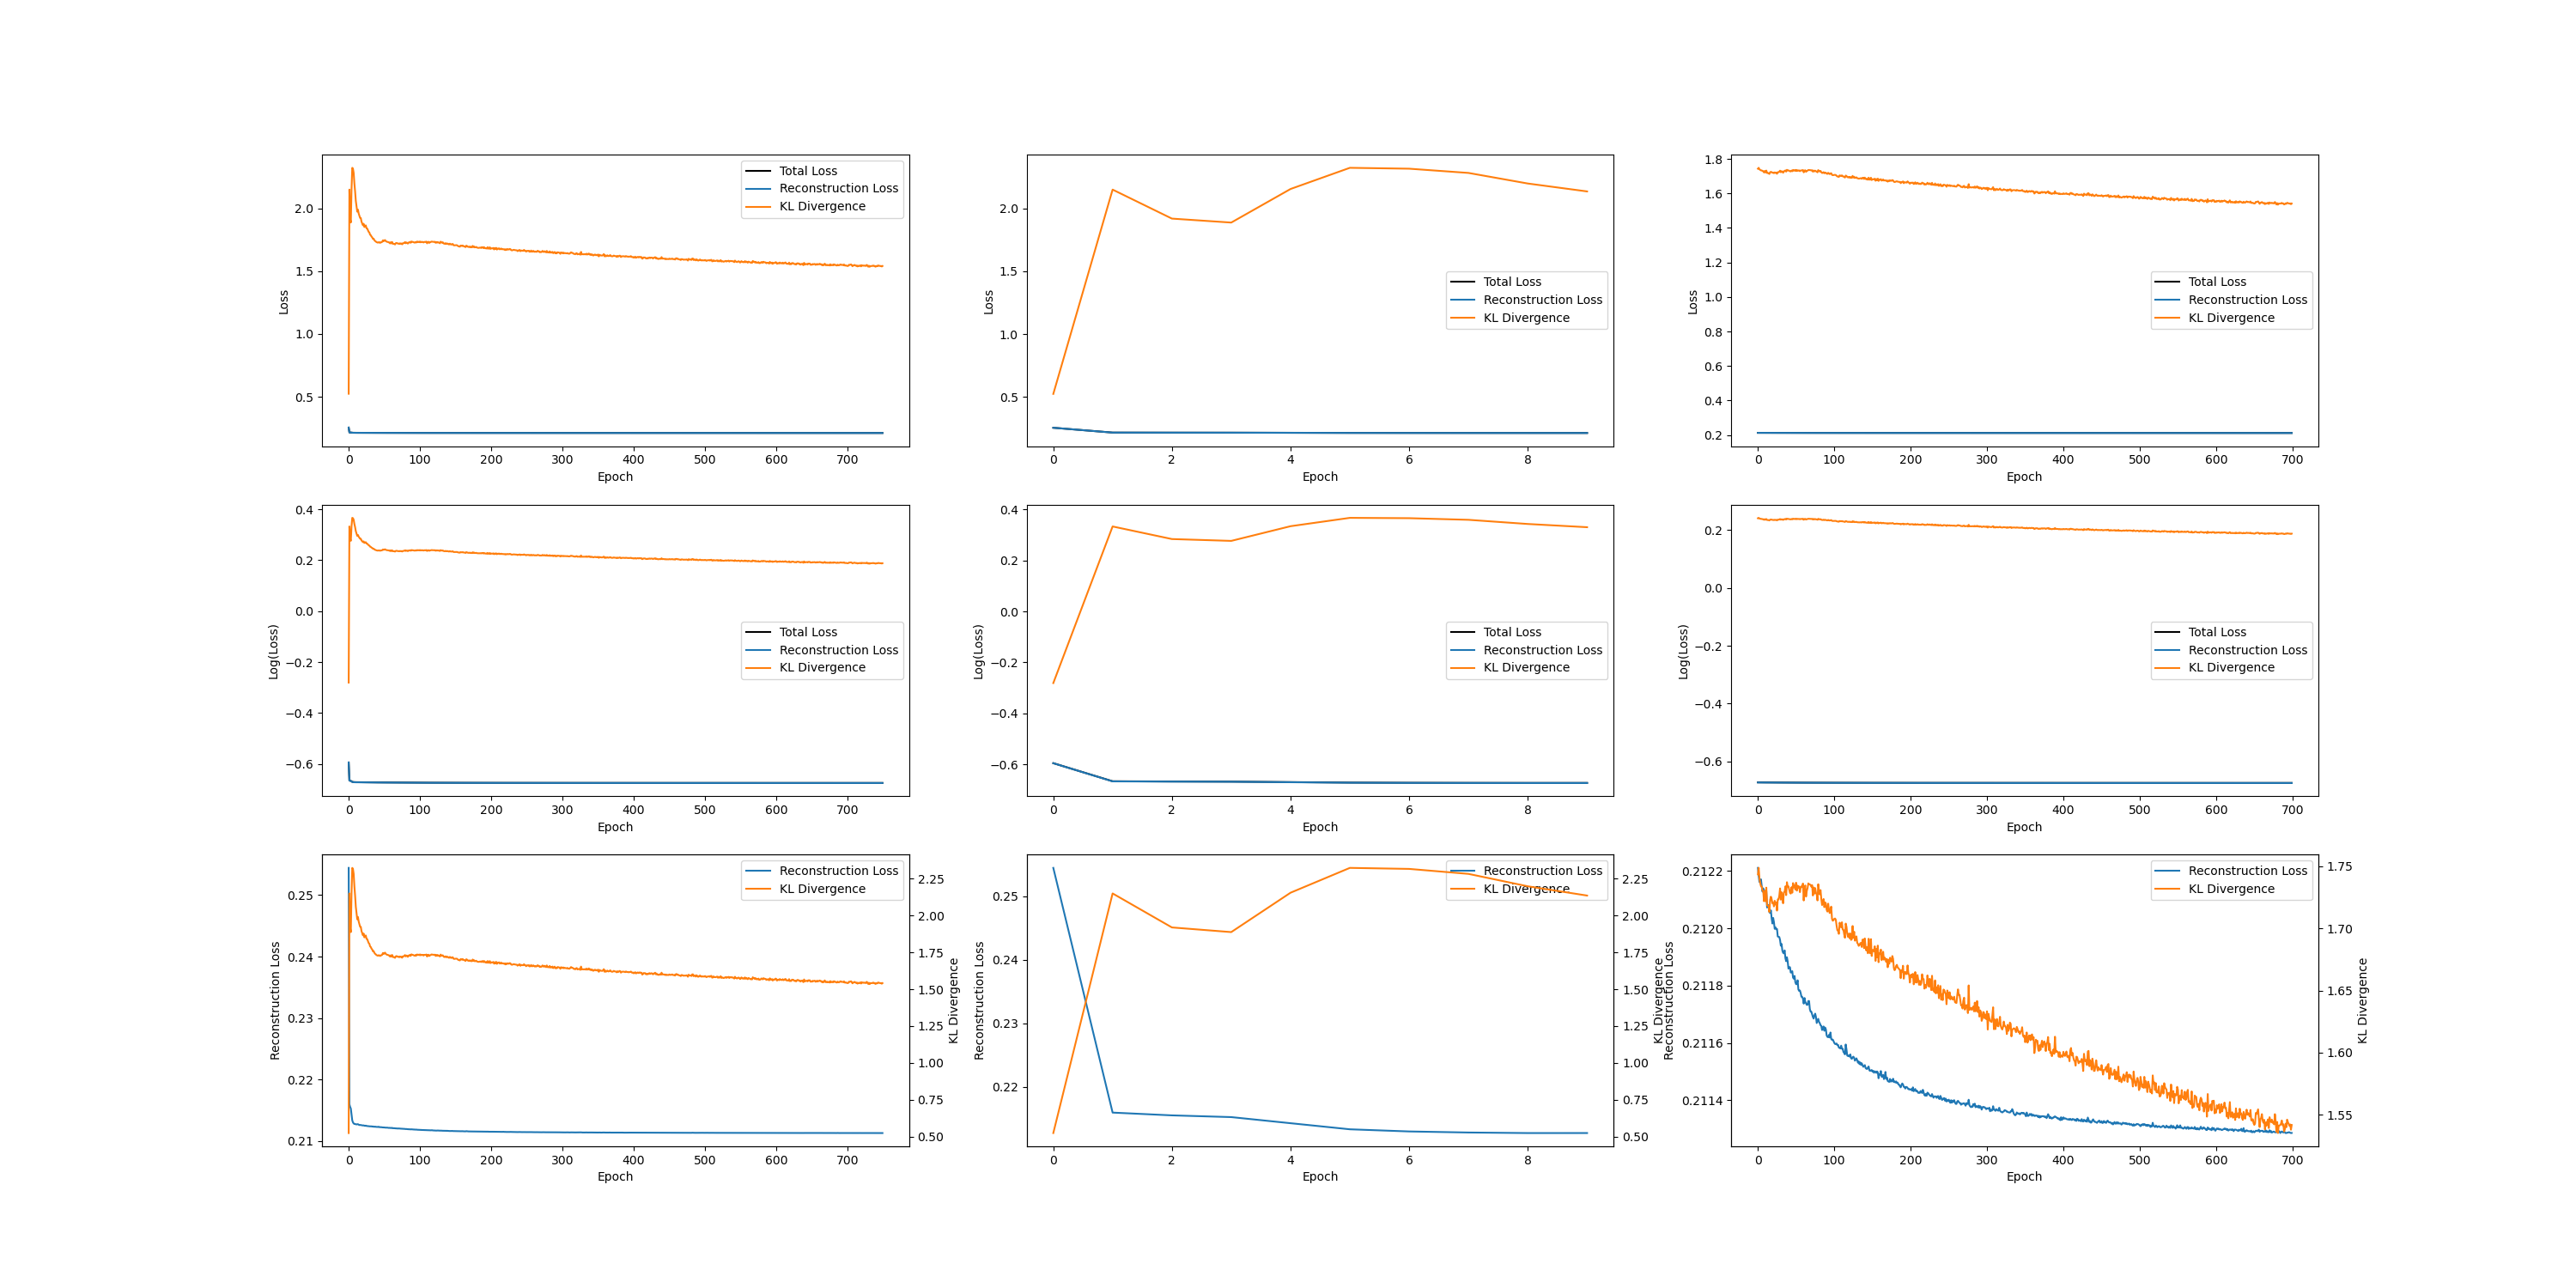 Loss
2.0
1.5
1.0
0.5
0 100 200 300 400 500 600 700
Epoch
Total Loss
Reconstruction Loss
KL Divergence
Loss
2.0
1.5
1.0
0.5
0 2 4 6 8
Epoch
Total Loss
Reconstruction Loss
KL Divergence
Loss
1.8
1.6
1.4
1.2
1.0
0.8
0.6
0.4
0.2
0 100 200 300 400 500 600 700
Epoch
Total Loss
Reconstruction Loss
KL Divergence
Log(Loss)
0.4
0.2
0.0
−0.2
−0.4
−0.6
0 100 200 300 400 500 600 700
Epoch
Total Loss
Reconstruction Loss
KL Divergence
Log(Loss)
0.4
0.2
0.0
−0.2
−0.4
−0.6
0 2 4 6 8
Epoch
Total Loss
Reconstruction Loss
KL Divergence
Log(Loss)
0.2
0.0
−0.2
−0.4
−0.6
0 100 200 300 400 500 600 700
Epoch
Total Loss
Reconstruction Loss
KL Divergence
Reconstruction Loss
0.25
0.24
0.23
0.22
0.21
0 100 200 300 400 500 600 700
Epoch
Reconstruction Loss
KL Divergence
2.25
2.00
1.75
1.50
1.25
1.00
0.75
0.50
KL Divergence
Reconstruction Loss
0.25
0.24
0.23
0.22
0 2 4 6 8
Epoch
Reconstruction Loss
KL Divergence
2.25
2.00
1.75
1.50
1.25
1.00
0.75
0.50
KL Divergence
Reconstruction Loss
0.2122
0.2120
0.2118
0.2116
0.2114
0 100 200 300 400 500 600 700
Epoch
Reconstruction Loss
KL Divergence
1.75
1.70
1.65
1.60
1.55
KL Divergence